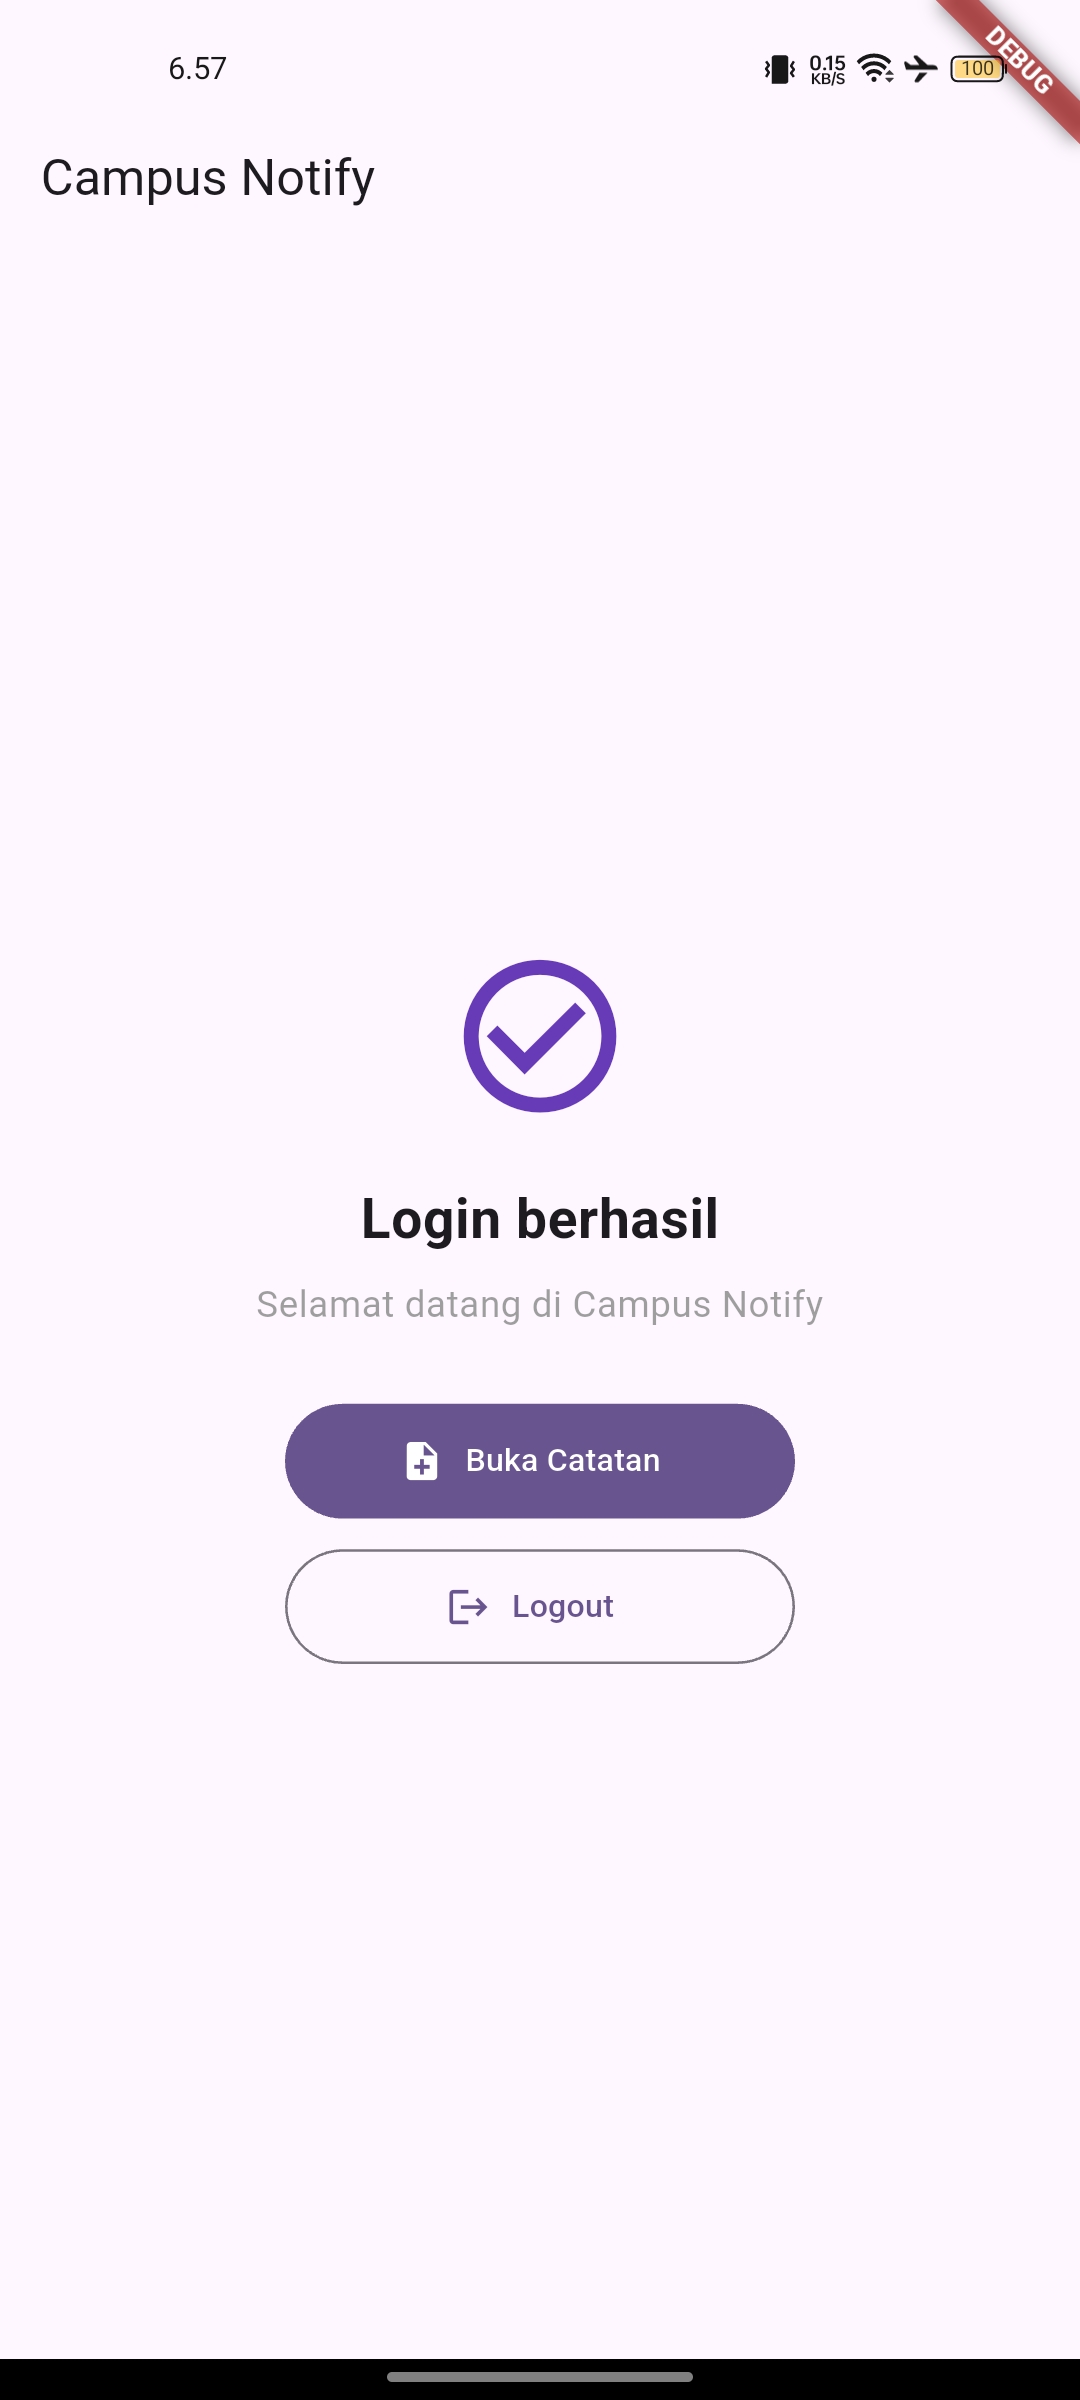 6.57
0.15
KB/S
100
DEBUG
Campus Notify
Login berhasil
Selamat datang di Campus Notify
Buka Catatan
Logout